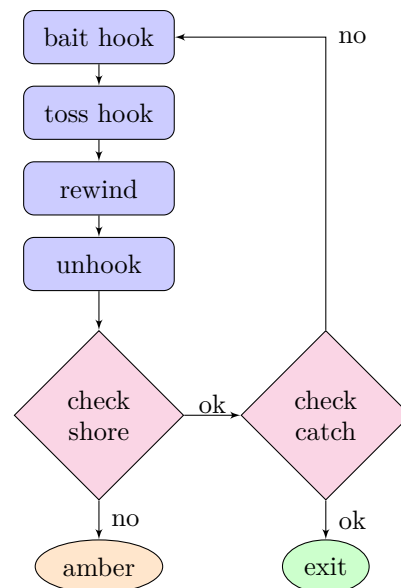 bait hook
no
toss hook
rewind
unhook
check
shore
ok
check
catch
no
ok
amber
exit